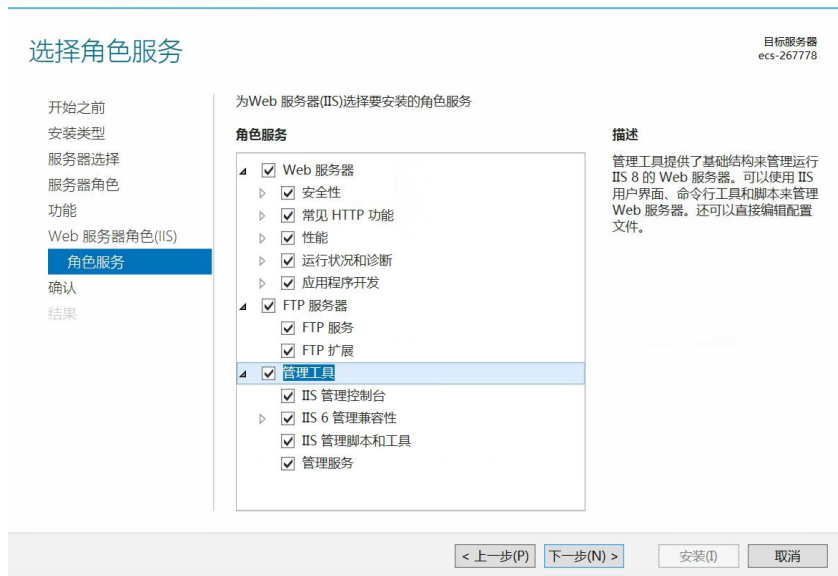 选择角色服务
目标服务器
ecs-267778
开始之前
安装类型
服务器选择
服务器角色
功能
Web 服务器角色(IIS)
角色服务
确认
结果
为Web 服务器(IIS)选择要安装的角色服务
角色服务
Web 服务器
安全性
常见 HTTP 功能
性能
运行状况和诊断
应用程序开发
FTP 服务器
FTP 服务
FTP 扩展
管理工具
IIS 管理控制台
IIS 6 管理兼容性
IIS 管理脚本和工具
管理服务
描述
管理工具提供了基础结构来管理运行
IIS 8 的 Web 服务器。可以使用 IIS
用户界面、命令行工具和脚本来管理
Web 服务器。还可以直接编辑配置
文件。
< 上一步(P)
下一步(N) >
安装(I)
取消